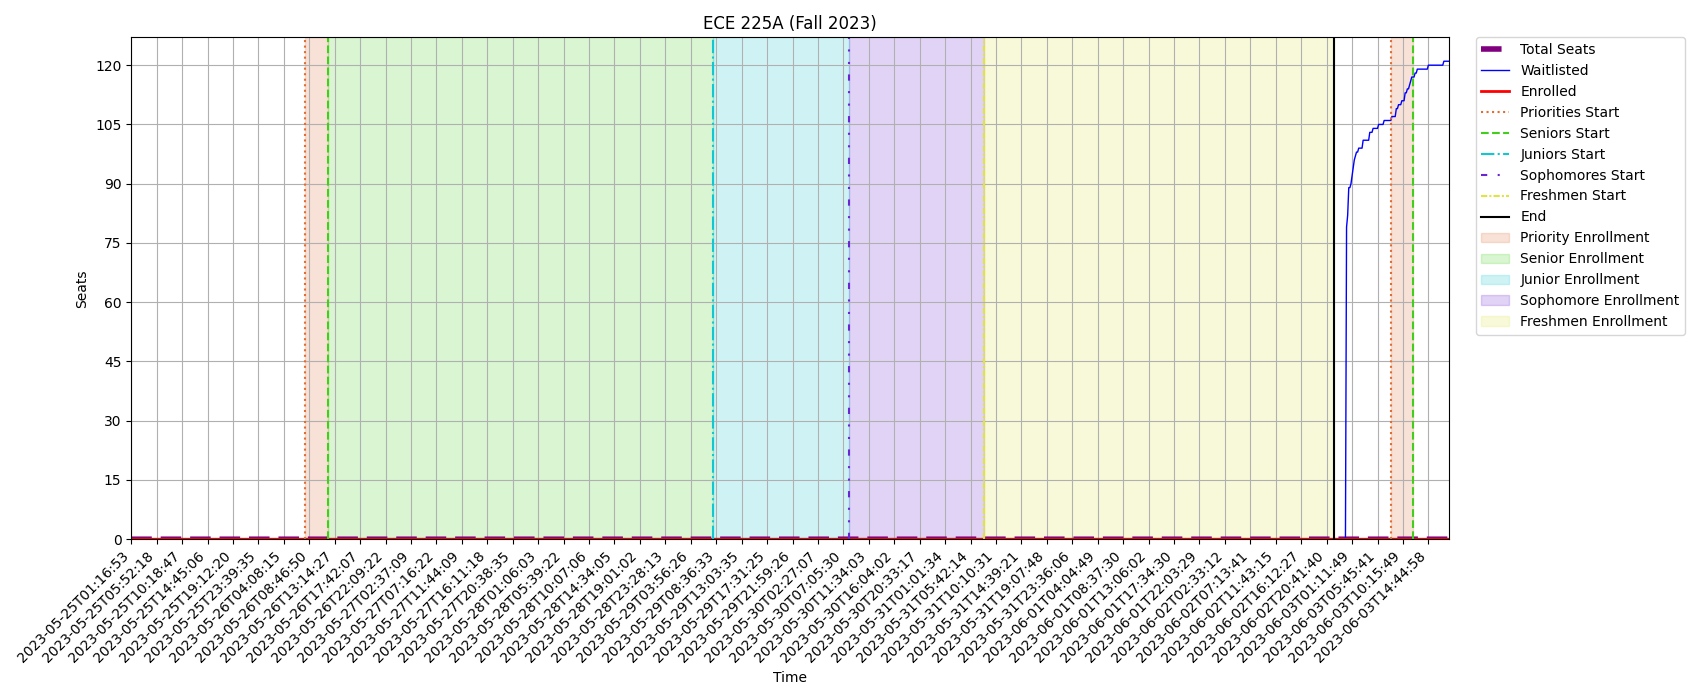 ECE 225A (Fall 2023)
Seats
120
105
90
75
60
45
30
15
0
2023-05-25T01:16:53
2023-05-25T05:52:18
2023-05-25T10:18:47
2023-05-25T14:45:06
2023-05-25T19:12:20
2023-05-25T23:39:35
2023-05-26T04:08:15
2023-05-26T08:46:50
2023-05-26T13:14:27
2023-05-26T17:42:07
2023-05-26T22:09:22
2023-05-27T02:37:09
2023-05-27T07:16:22
2023-05-27T11:44:09
2023-05-27T16:11:18
2023-05-27T20:38:35
2023-05-28T01:06:03
2023-05-28T05:39:22
2023-05-28T10:07:06
2023-05-28T14:34:05
2023-05-28T19:01:02
2023-05-28T23:28:13
2023-05-29T03:56:26
2023-05-29T08:36:33
2023-05-29T13:03:35
2023-05-29T17:31:25
2023-05-29T21:59:26
2023-05-30T02:27:07
2023-05-30T07:05:30
2023-05-30T11:34:03
2023-05-30T16:04:02
2023-05-30T20:33:17
2023-05-31T01:01:34
2023-05-31T05:42:14
2023-05-31T10:10:31
2023-05-31T14:39:21
2023-05-31T19:07:48
2023-05-31T23:36:06
2023-06-01T04:04:49
2023-06-01T08:37:30
2023-06-01T13:06:02
2023-06-01T17:34:30
2023-06-01T22:03:29
2023-06-02T02:33:12
2023-06-02T07:13:41
2023-06-02T11:43:15
2023-06-02T16:12:27
2023-06-02T20:41:40
2023-06-03T01:11:49
2023-06-03T05:45:41
2023-06-03T10:15:49
2023-06-03T14:44:58
Time
Total Seats
Waitlisted
Enrolled
Priorities Start
Seniors Start
Juniors Start
Sophomores Start
Freshmen Start
End
Priority Enrollment
Senior Enrollment
Junior Enrollment
Sophomore Enrollment
Freshmen Enrollment